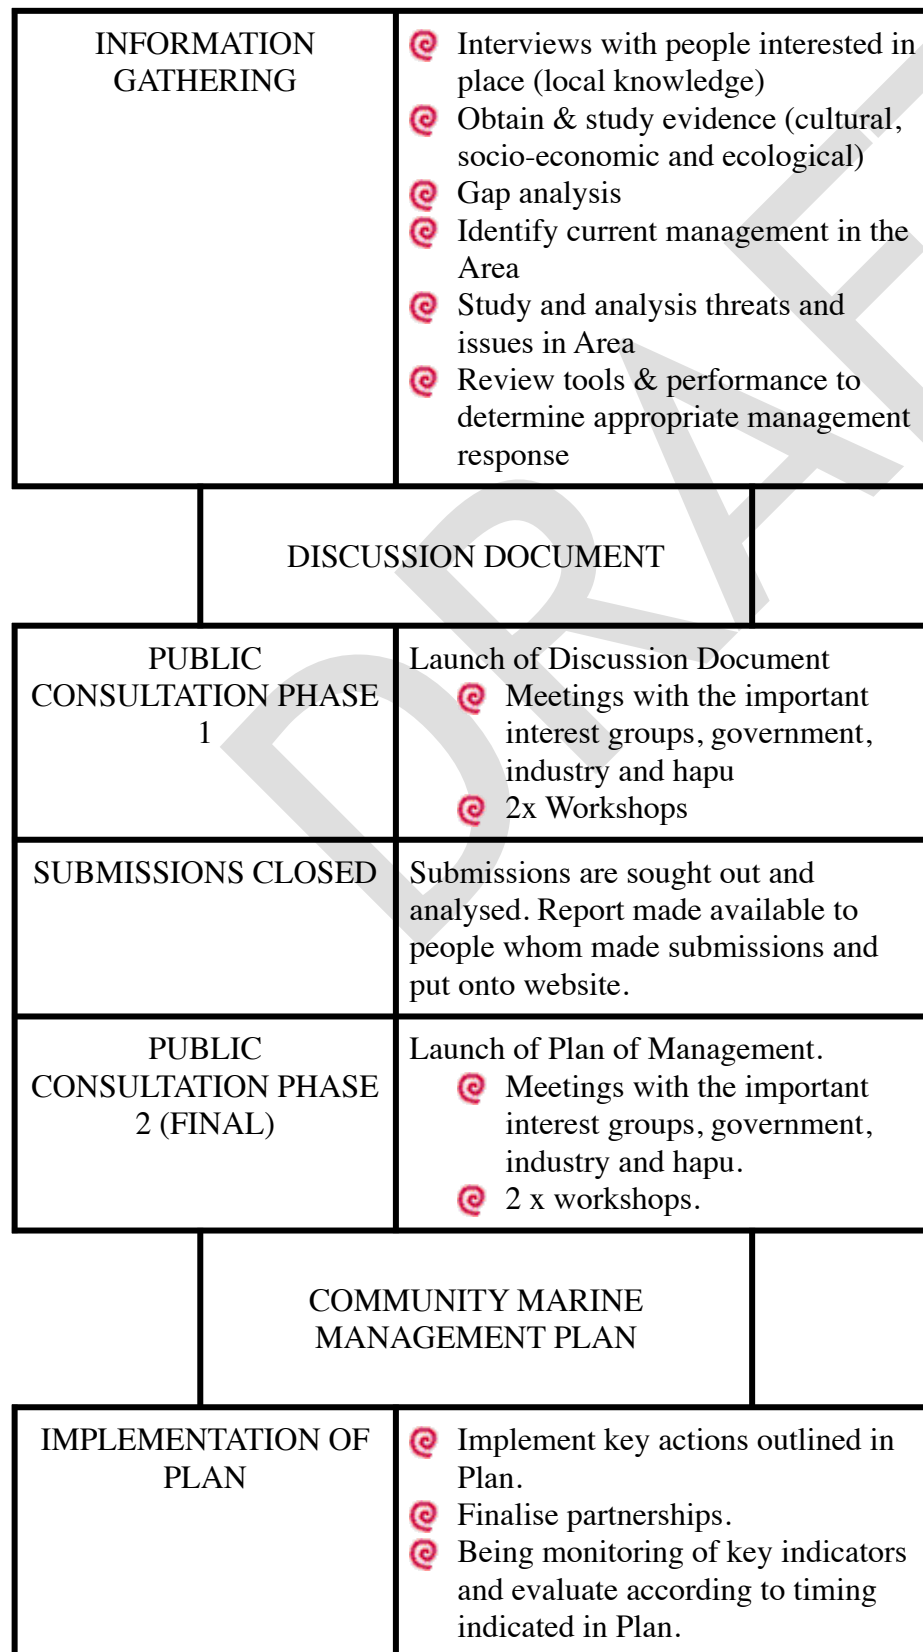 INFORMATION
GATHERING
Interviews with people interested in
place (local knowledge)
Obtain & study evidence (cultural,
socio-economic and ecological)
Gap analysis
Identify current management in the
Area
Study and analysis threats and
issues in Area
Review tools & performance to
determine appropriate management
response
DISCUSSION DOCUMENT
PUBLIC
CONSULTATION PHASE
1
Launch of Discussion Document
Meetings with the important
interest groups, government,
industry and hapu
2x Workshops
SUBMISSIONS CLOSED
Submissions are sought out and
analysed. Report made available to
people whom made submissions and
put onto website.
PUBLIC
CONSULTATION PHASE
2 (FINAL)
Launch of Plan of Management.
Meetings with the important
interest groups, government,
industry and hapu.
2 x workshops.
COMMUNITY MARINE
MANAGEMENT PLAN
IMPLEMENTATION OF
PLAN
Implement key actions outlined in
Plan.
Finalise partnerships.
Being monitoring of key indicators
and evaluate according to timing
indicated in Plan.
DRAFT